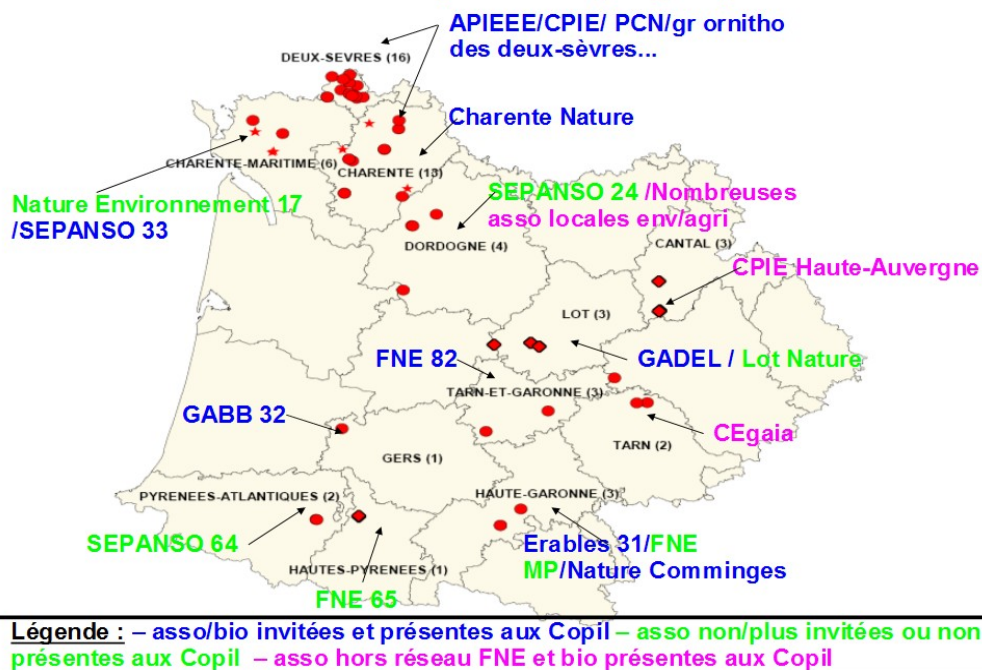 APIEEE/CPIE/ PCN/gr ornitho
des deux-sèvres...
DEUX-SEVRES (16)
Charente Nature
CHARENTE-MARITIME (6)
CHARENTE (13)
Nature Environnement 17
/SEPANSO 33
SEPANSO 24 /Nombreuses
asso locales env/agri
DORDOGNE (4)
CANTAL (3)
CPIE Haute-Auvergne
LOT (3)
FNE 82
GADEL / Lot Nature
TARN-ET-GARONNE (3)
GABB 32
CEgaia
TARN (2)
GERS (1)
PYRENEES-ATLANTIQUES (2)
HAUTE-GARONNE (3)
SEPANSO 64
Erables 31/FNE
MP/Nature Comminges
HAUTES-PYRENEES (1)
FNE 65
Légende : – asso/bio invitées et présentes aux Copil – asso non/plus invitées ou non
présentes aux Copil – asso hors réseau FNE et bio présentes aux Copil